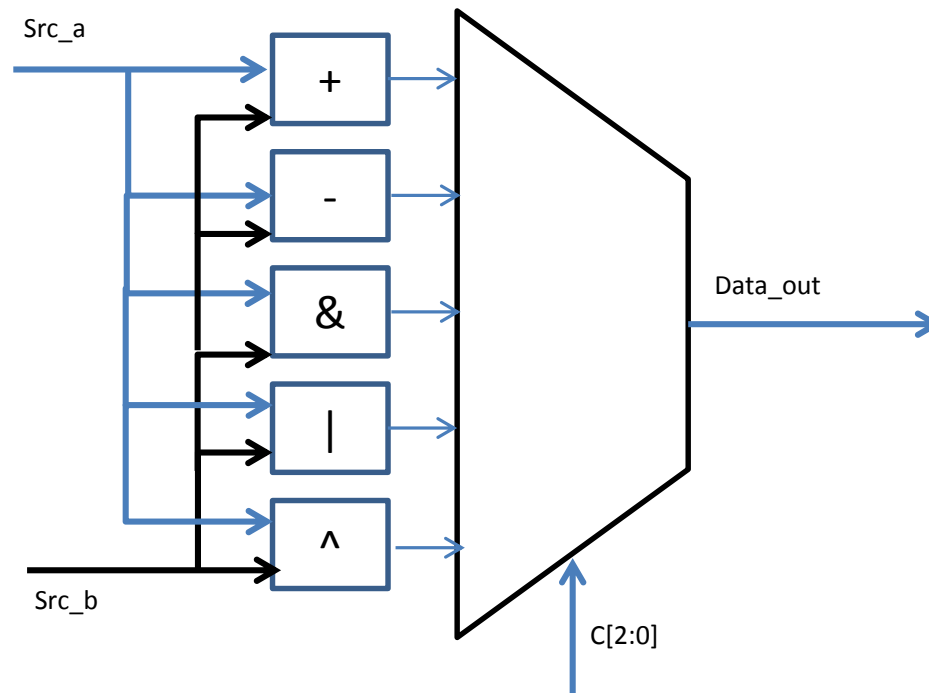 Src_a
+
-
&
Data_out
|
^
Src_b
C[2:0]